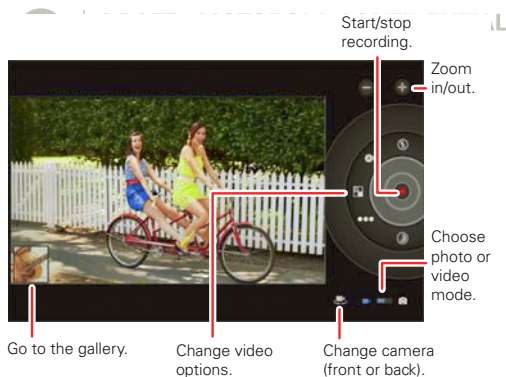 Start/stop
recording.
Zoom
in/out.
Choose
photo or
video
mode.
Go to the gallery.
Change video
options.
Change camera
(front or back).